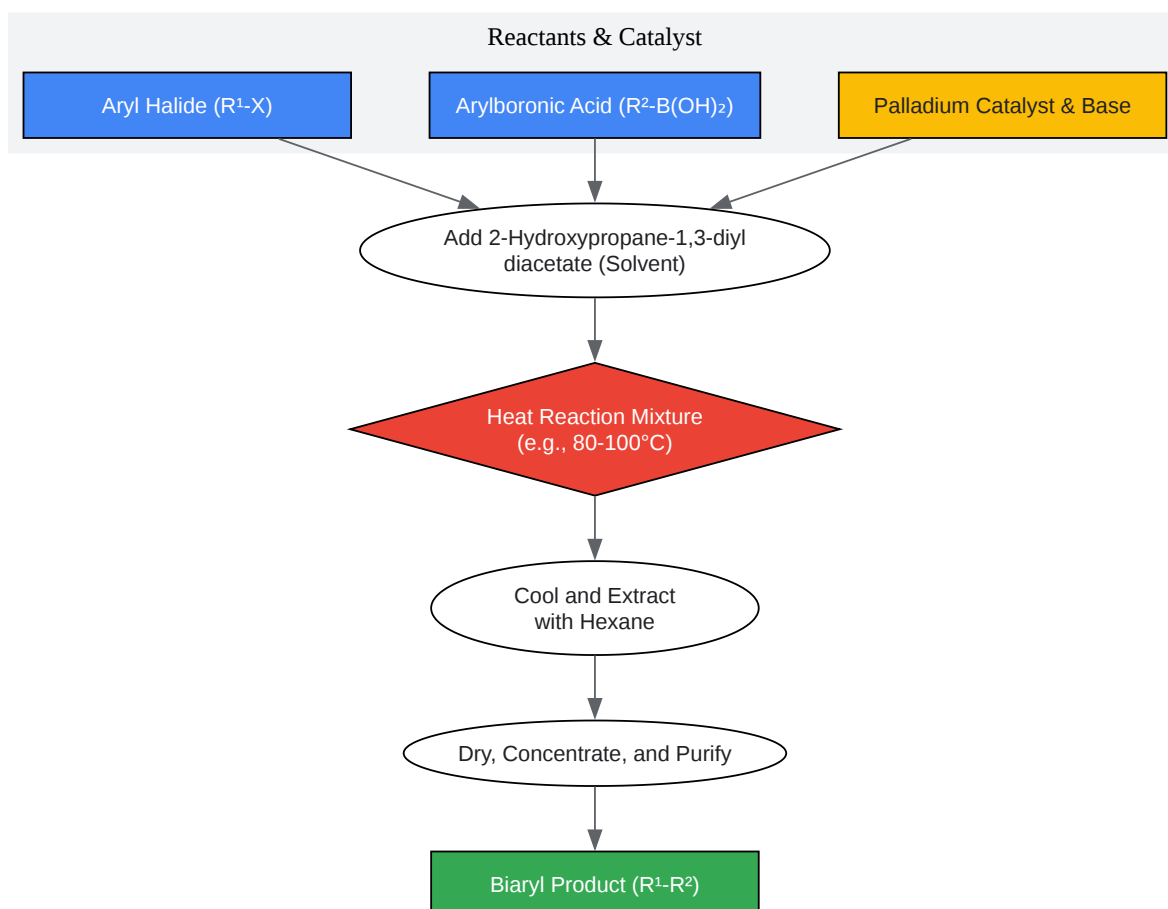 Reactants & Catalyst
Aryl Halide (R¹-X)
Arylboronic Acid (R²-B(OH)₂)
Palladium Catalyst & Base
Add 2-Hydroxypropane-1,3-diyl
diacetate (Solvent)
Heat Reaction Mixture
(e.g., 80-100°C)
Cool and Extract
with Hexane
Dry, Concentrate, and Purify
Biaryl Product (R¹-R²)